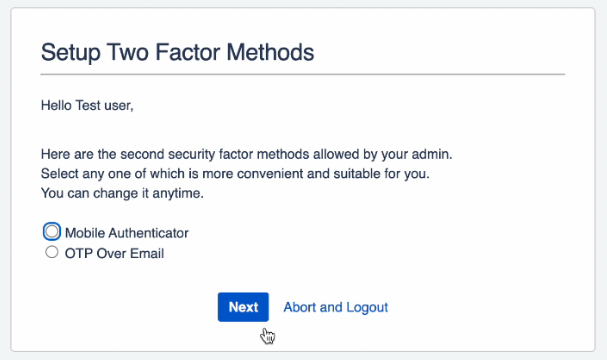 Setup Two Factor Methods
Hello Test user,
Here are the second security factor methods allowed by your admin.
Select any one of which is more convenient and suitable for you.
You can change it anytime.
Mobile Authenticator
OTP Over Email
Next Abort and Logout